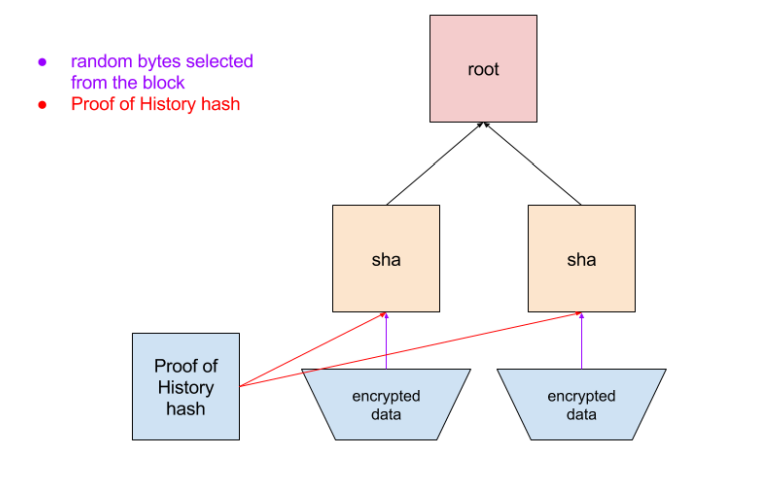 random bytes selected
from the block
Proof of History hash
root
sha
sha
Proof of
History
hash
encrypted
data
encrypted
data